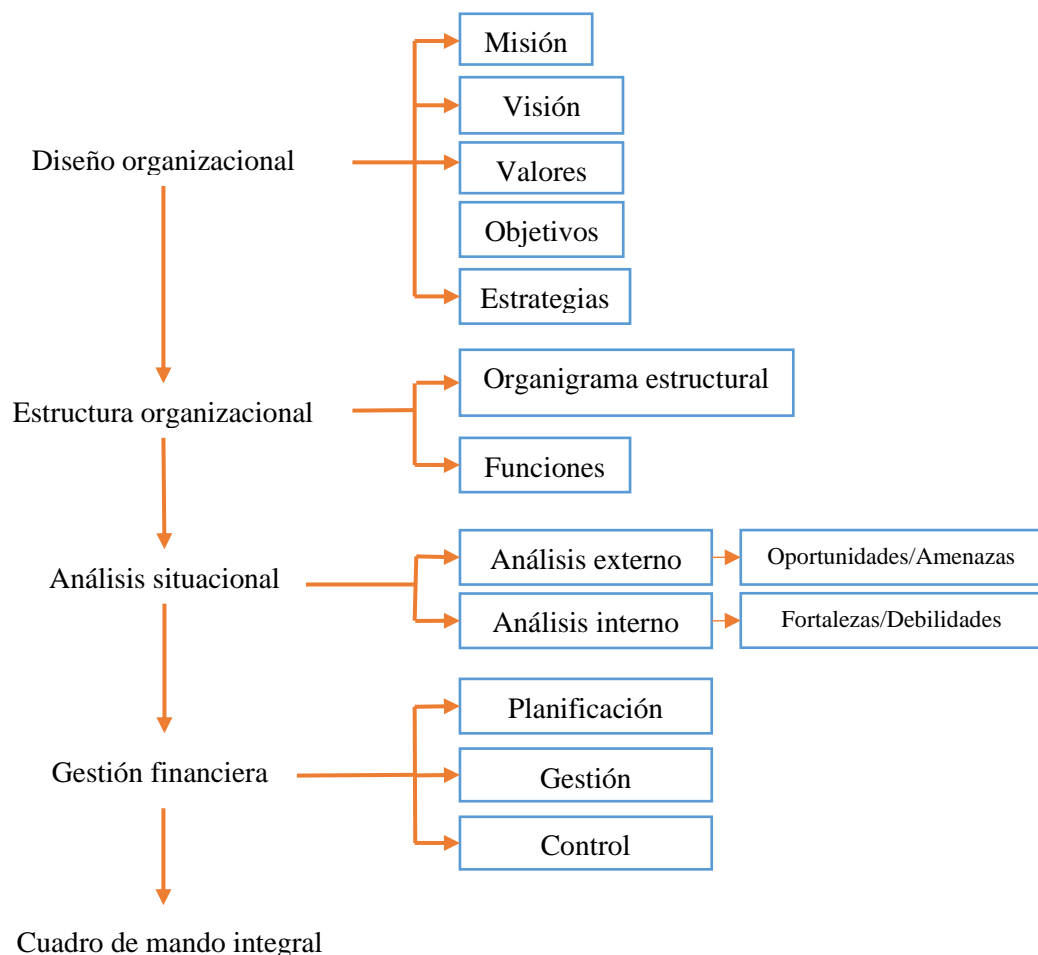 Misión
Visión
Diseño organizacional
Valores
Objetivos
Estrategias
Organigrama estructural
Estructura organizacional
Funciones
Análisis externo
Oportunidades/Amenazas
Análisis situacional
Análisis interno
Fortalezas/Debilidades
Planificación
Gestión financiera
Gestión
Control
Cuadro de mando integral